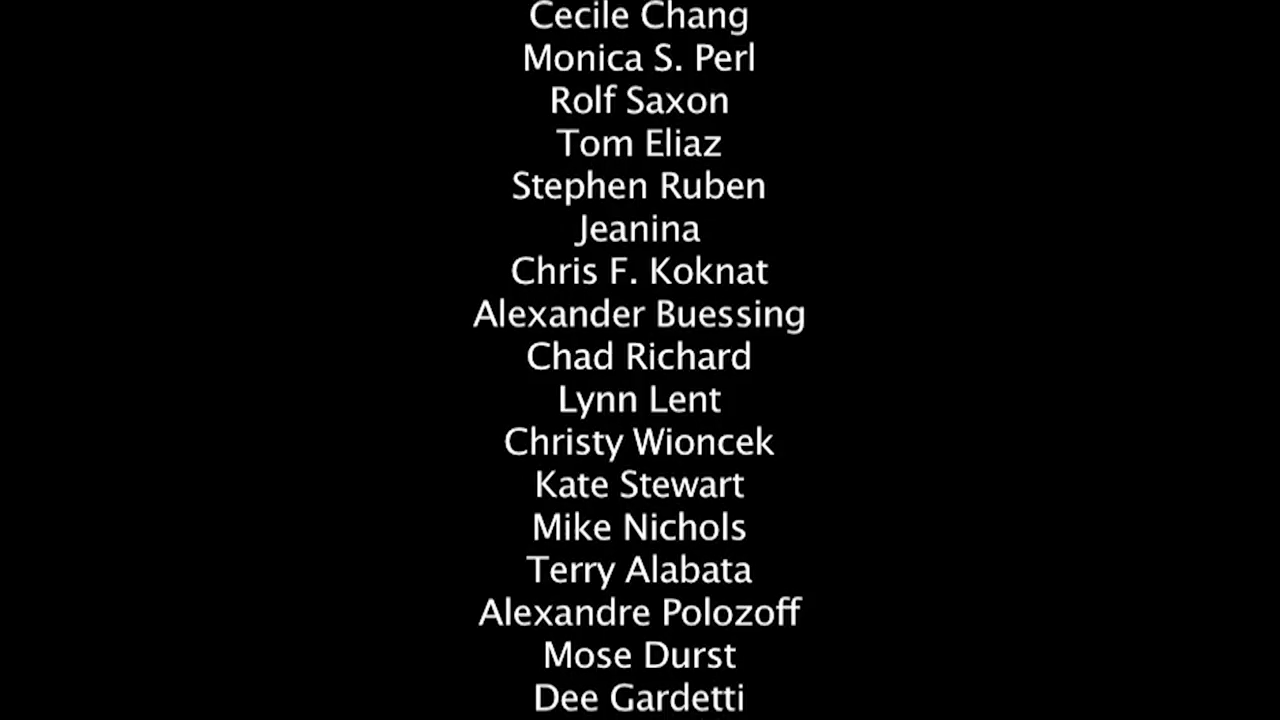 Cecile Chang
Monica S. Perl
Rolf Saxon
Tom Eliaz
Stephen Ruben
Jeanina
Chris F. Koknat
Alexander Buessing
Chad Richard
Lynn Lent
Christy Wioncek
Kate Stewart
Mike Nichols
Terry Alabata
Alexandre Polozoff
Mose Durst
Dee Gardetti